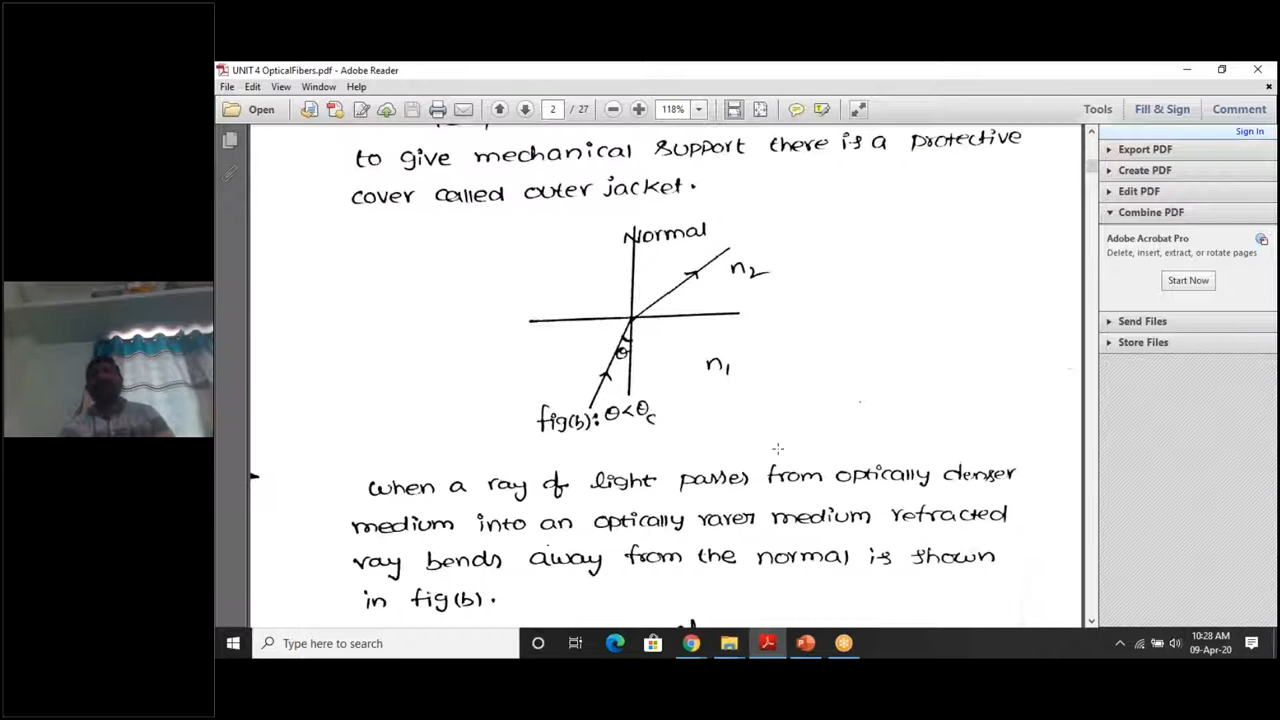 UNIT 4 OpticalFibers.pdf - Adobe Reader
File Edit View Window Help
Open 2 / 27 118% Tools Fill & Sign Comment
Sign In
to give mechanical support there is a protective
cover called outer jacket.
Normal
n2
θ
n1
fig(b): θ<θc
when a ray of light passes from optically denser
medium into an optically rarer medium refracted
ray bends away from the normal is shown
in fig(b).
Export PDF
Create PDF
Edit PDF
Combine PDF
Adobe Acrobat Pro
Delete, insert, extract, or rotate pages
Start Now
Send Files
Store Files
Type here to search
10:28 AM
09-Apr-20